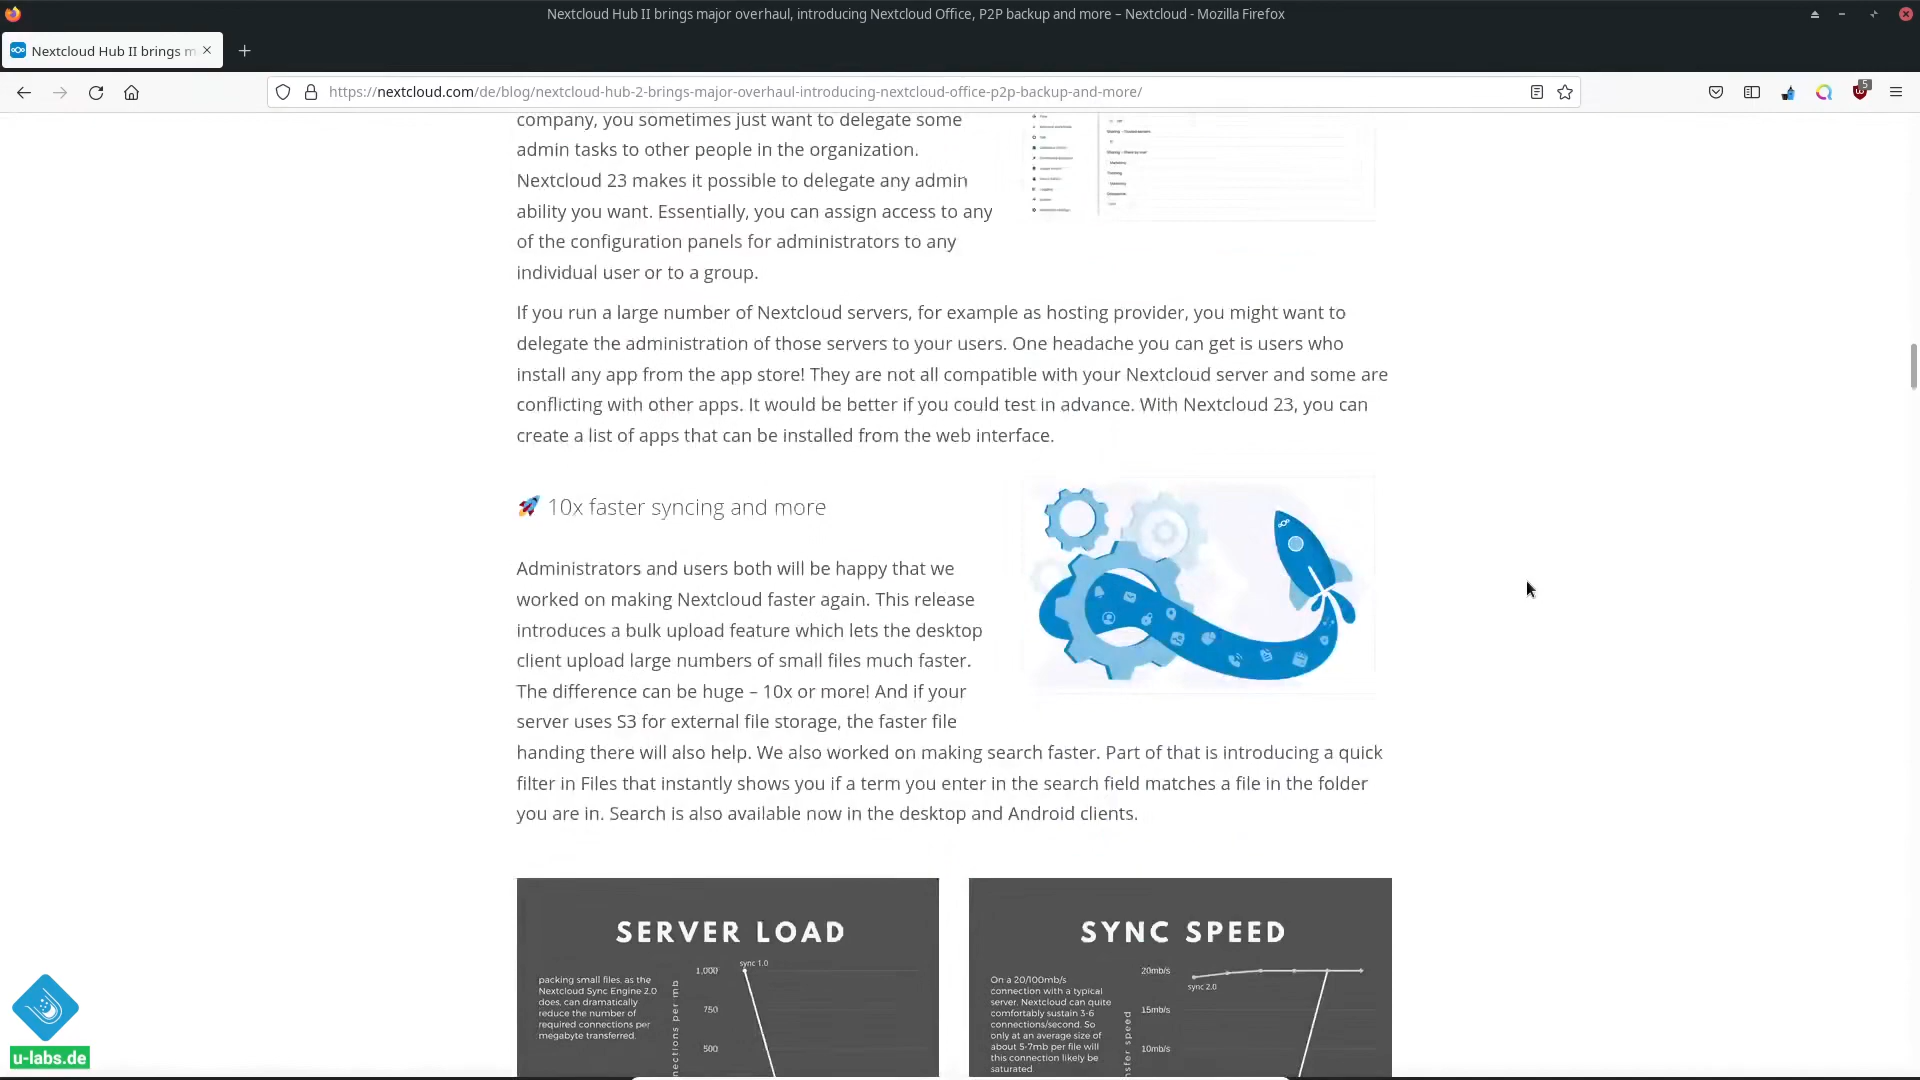 Nextcloud Hub II brings major overhaul, introducing Nextcloud Office, P2P backup and more – Nextcloud - Mozilla Firefox
Nextcloud Hub II brings m
https://nextcloud.com/de/blog/nextcloud-hub-2-brings-major-overhaul-introducing-nextcloud-office-p2p-backup-and-more/
5
company, you sometimes just want to delegate some
admin tasks to other people in the organization.
Nextcloud 23 makes it possible to delegate any admin
ability you want. Essentially, you can assign access to any
of the configuration panels for administrators to any
individual user or to a group.
If you run a large number of Nextcloud servers, for example as hosting provider, you might want to
delegate the administration of those servers to your users. One headache you can get is users who
install any app from the app store! They are not all compatible with your Nextcloud server and some are
conflicting with other apps. It would be better if you could test in advance. With Nextcloud 23, you can
create a list of apps that can be installed from the web interface.
🚀 10x faster syncing and more
Administrators and users both will be happy that we
worked on making Nextcloud faster again. This release
introduces a bulk upload feature which lets the desktop
client upload large numbers of small files much faster.
The difference can be huge – 10x or more! And if your
server uses S3 for external file storage, the faster file
handing there will also help. We also worked on making search faster. Part of that is introducing a quick
filter in Files that instantly shows you if a term you enter in the search field matches a file in the folder
you are in. Search is also available now in the desktop and Android clients.
SERVER LOAD
packing small files, as the
Nextcloud Sync Engine 2.0
does, can dramatically
reduce the number of
required connections per
megabyte transferred.
nections per mb
1,000
750
500
sync 1.0
SYNC SPEED
On a 20/100mb/s
connection with a typical
server, Nextcloud can quite
comfortably sustain 3-6
connections/second. So
only at an average size of
about 5-7mb per file will
this connection likely be
saturated
nsfer speed
20mb/s
15mb/s
10mb/s
sync 2.0
u-labs.de